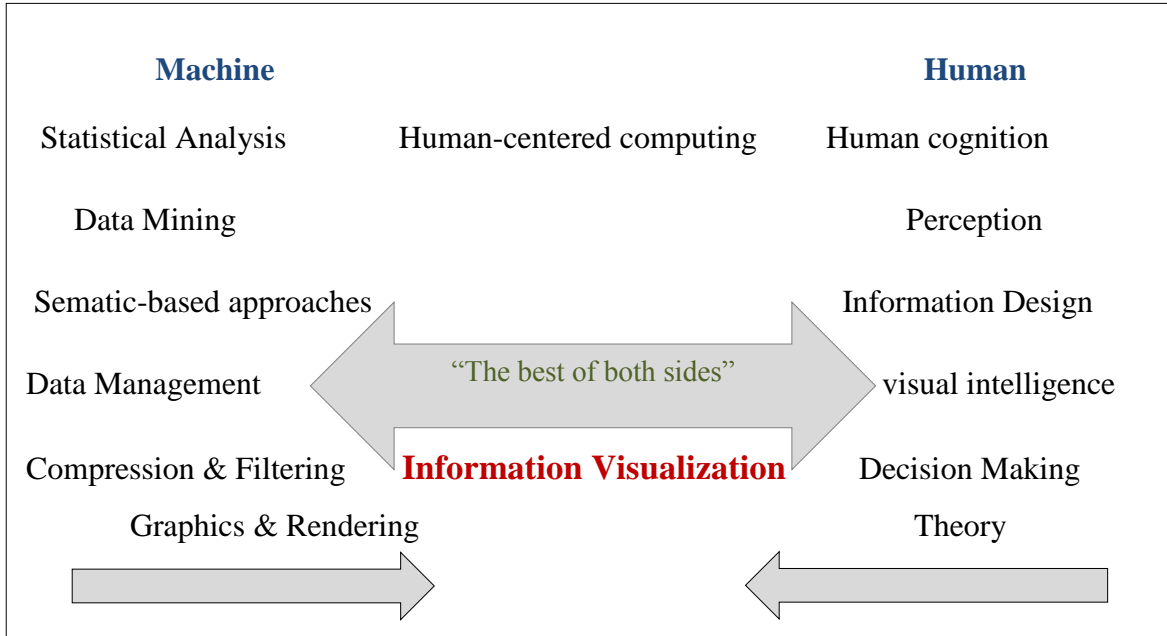 Machine Human
Statistical Analysis Human-centered computing Human cognition
Data Mining Perception
Sematic-based approaches Information Design
“The best of both sides”
Data Management visual intelligence
Compression & Filtering Information Visualization Decision Making
Graphics & Rendering Theory